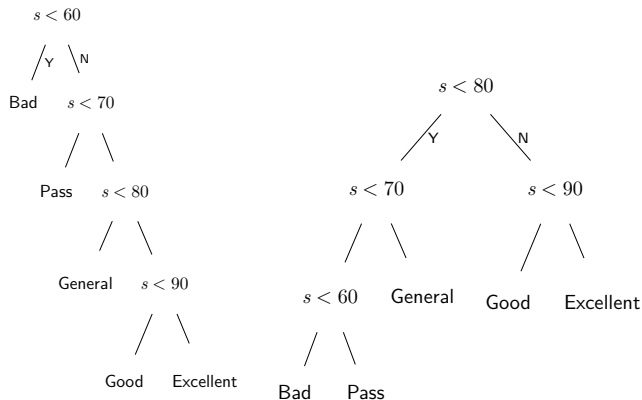 s < 60
Y N
Bad s < 70
Pass s < 80
General s < 90
Good Excellent
s < 80
Y N
s < 70 s < 90
s < 60 General Good Excellent
Bad Pass